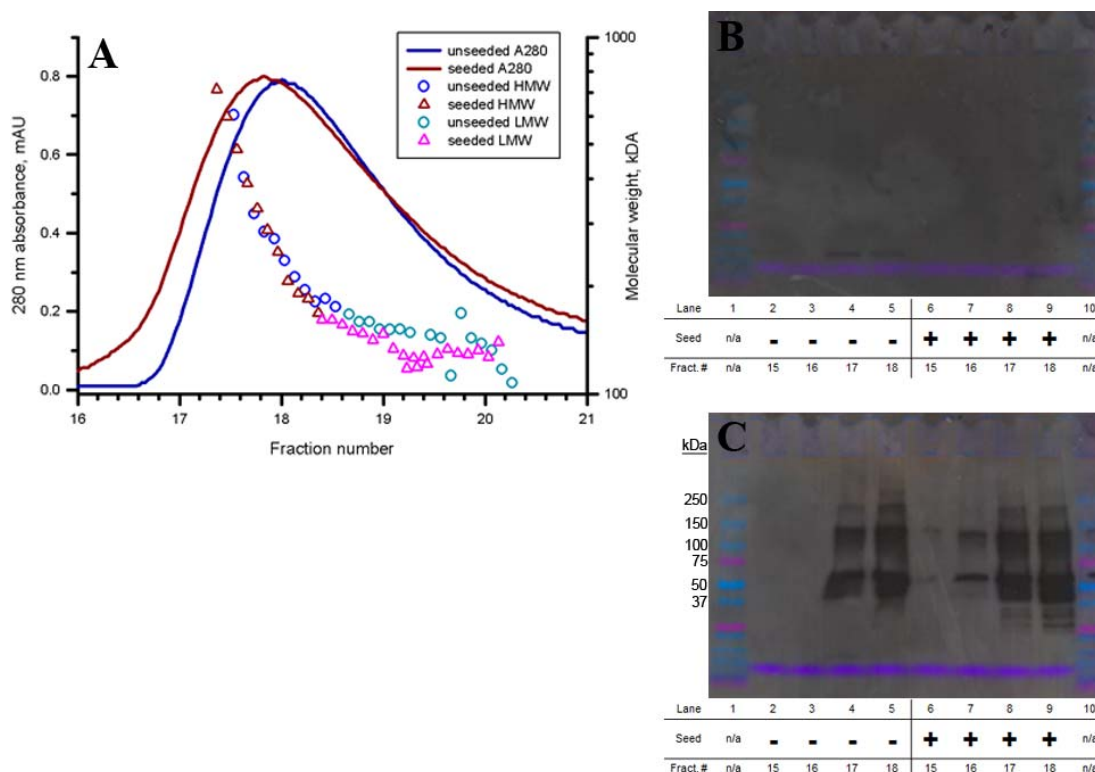 A
unseeded A280
seeded A280
unseeded HMW
seeded HMW
unseeded LMW
seeded LMW
280 nm absorbance, mAU
0.8
0.6
0.4
0.2
0.0
1000
100
Molecular weight, kDA
16 17 18 19 20 21
Fraction number
B
Lane 1 2 3 4 5 6 7 8 9 10
Seed n/a - - - - + + + + n/a
Fract. # n/a 15 16 17 18 15 16 17 18 n/a
C
kDa
250
150
100
75
50
37
Lane 1 2 3 4 5 6 7 8 9 10
Seed n/a - - - - + + + + n/a
Fract. # n/a 15 16 17 18 15 16 17 18 n/a